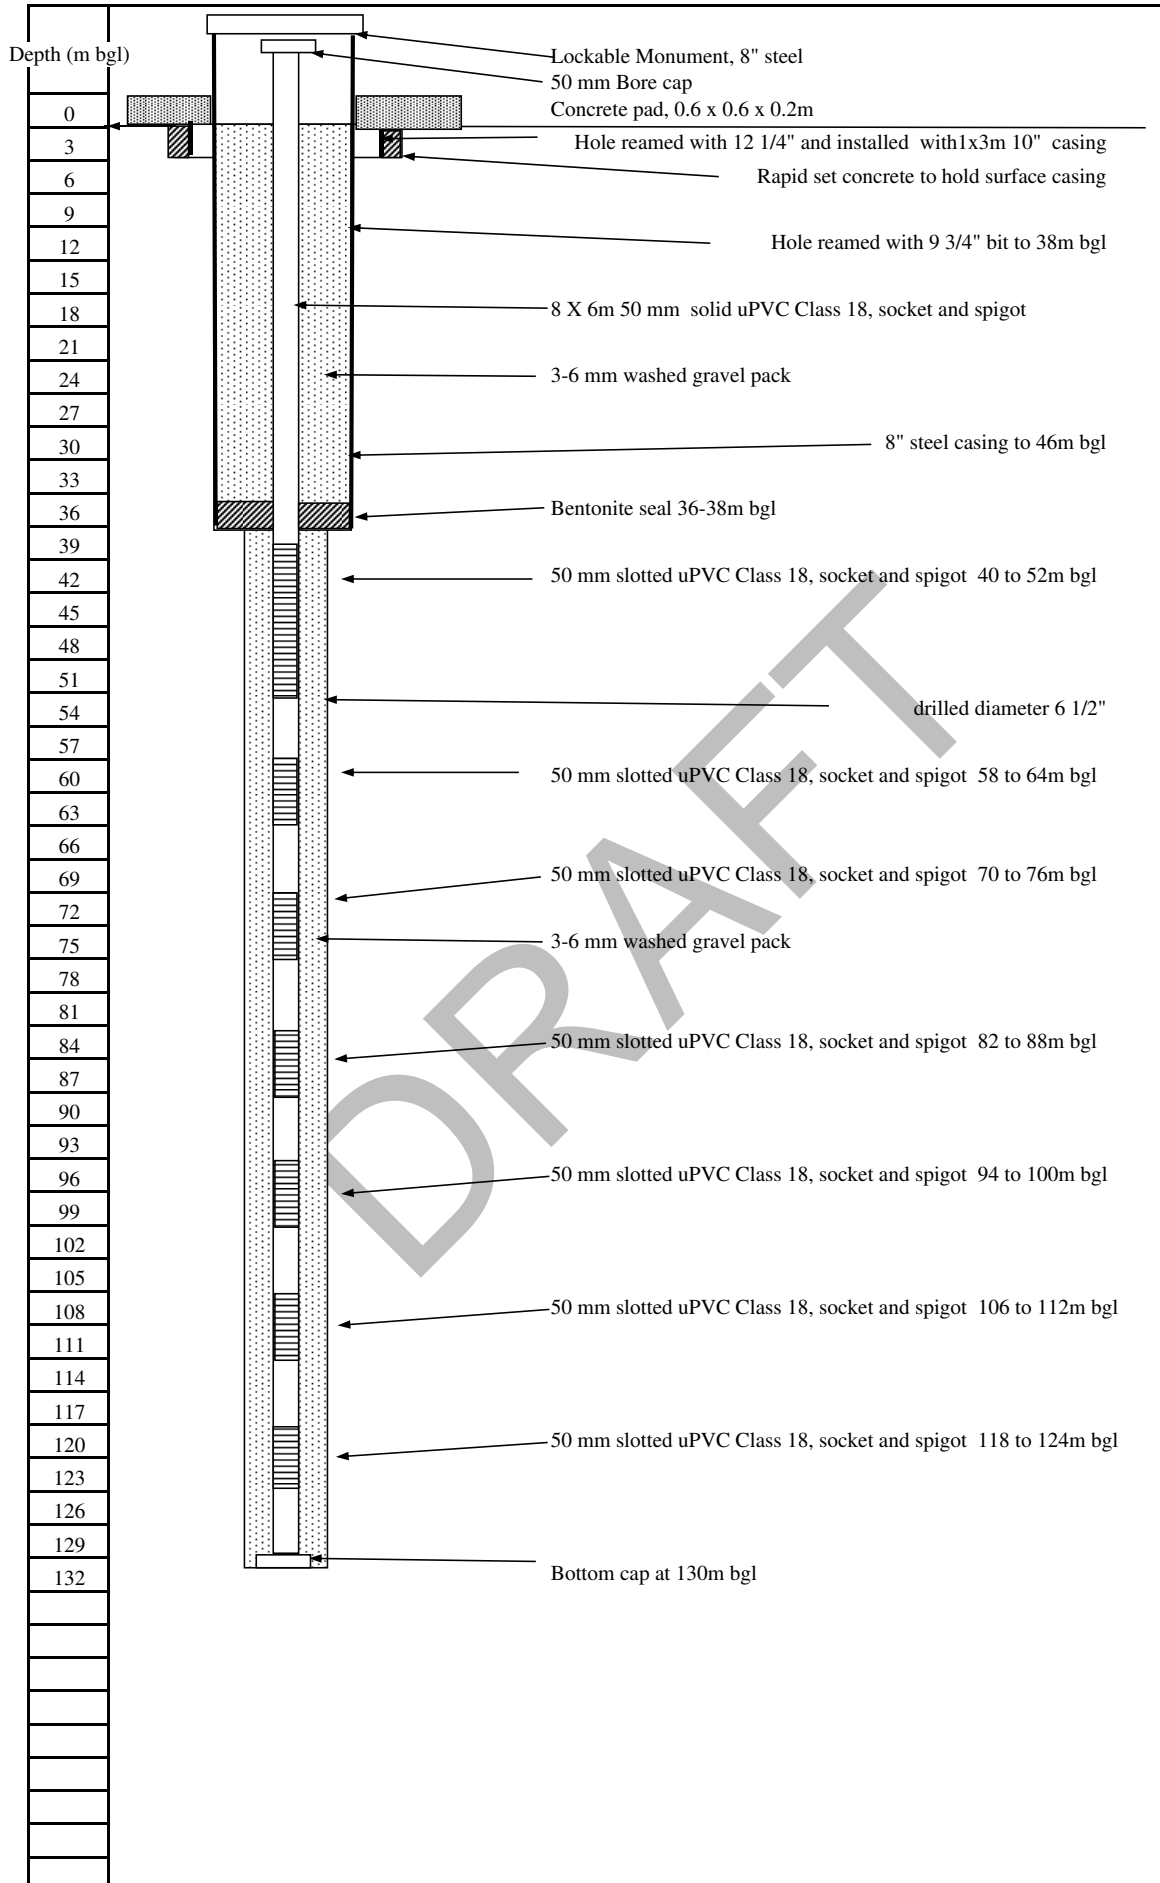 Depth (m bgl)
Lockable Monument, 8" steel
50 mm Bore cap
0
Concrete pad, 0.6 x 0.6 x 0.2m
3
Hole reamed with 12 1/4" and installed with1x3m 10" casing
6
Rapid set concrete to hold surface casing
9
12
Hole reamed with 9 3/4" bit to 38m bgl
15
18
8 X 6m 50 mm solid uPVC Class 18, socket and spigot
21
24
3-6 mm washed gravel pack
27
30
8" steel casing to 46m bgl
33
36
Bentonite seal 36-38m bgl
39
42
50 mm slotted uPVC Class 18, socket and spigot 40 to 52m bgl
45
48
51
54
drilled diameter 6 1/2"
57
60
50 mm slotted uPVC Class 18, socket and spigot 58 to 64m bgl
63
66
69
50 mm slotted uPVC Class 18, socket and spigot 70 to 76m bgl
72
75
3-6 mm washed gravel pack
78
81
84
50 mm slotted uPVC Class 18, socket and spigot 82 to 88m bgl
87
90
93
96
50 mm slotted uPVC Class 18, socket and spigot 94 to 100m bgl
99
102
105
108
50 mm slotted uPVC Class 18, socket and spigot 106 to 112m bgl
111
114
117
120
50 mm slotted uPVC Class 18, socket and spigot 118 to 124m bgl
123
126
129
132
Bottom cap at 130m bgl
DRAFT